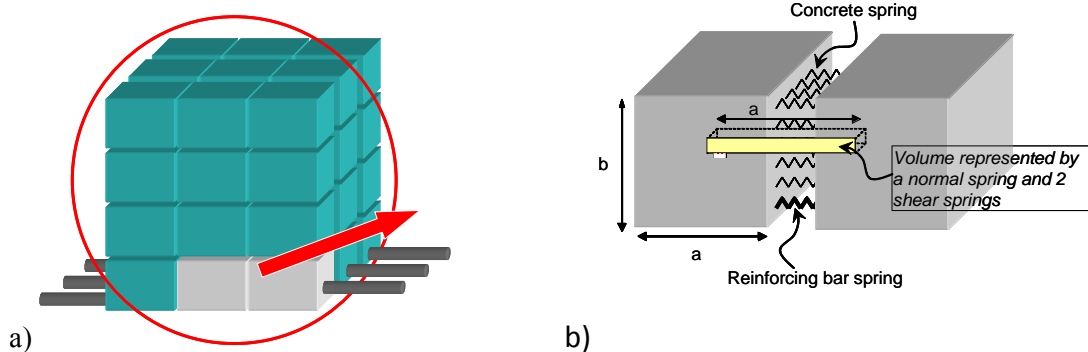 a)
Concrete spring
a
b
Volume represented by
a normal spring and 2
shear springs
a
Reinforcing bar spring
b)